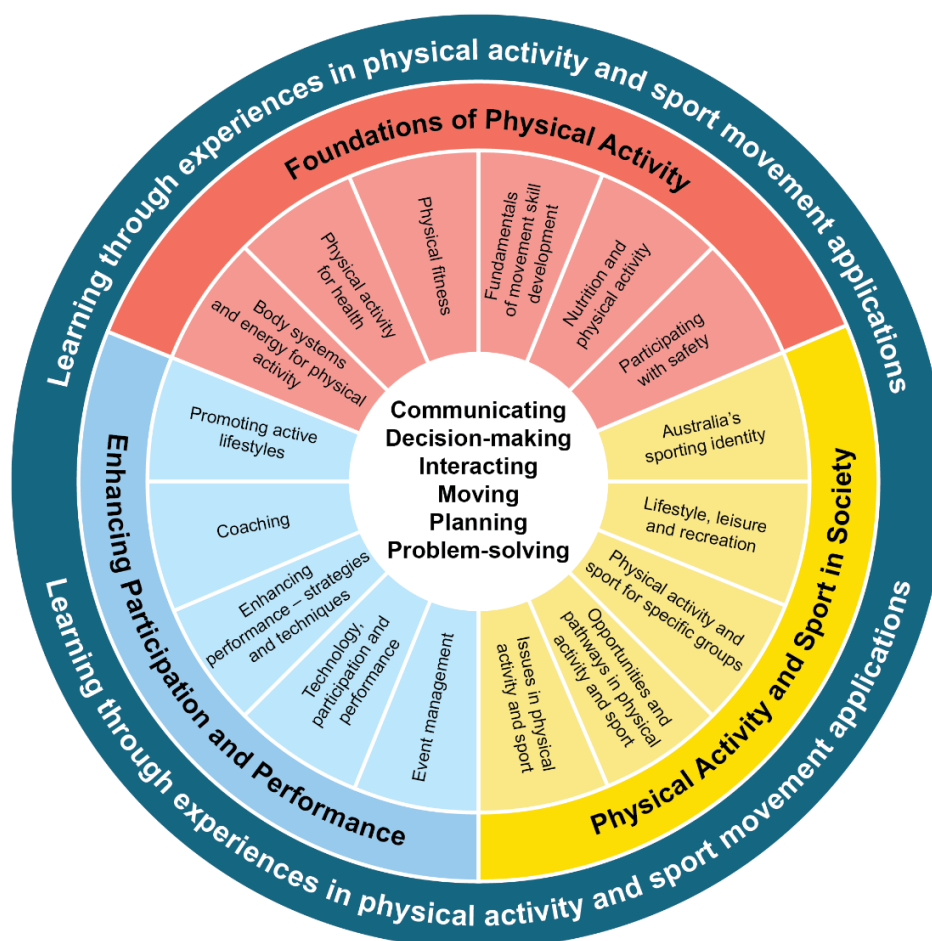 Learning through experiences in physical activity and sport movement applications
Foundations of Physical Activity
Body systems
and energy for physical
activity
Physical activity
for health
Physical fitness
Fundamentals
of movement skill
development
Nutrition and
physical activity
Participating
with safety
Physical Activity and Sport in Society
Australia’s
sporting identity
Lifestyle, leisure
and recreation
Physical activity and
sport for specific groups
Opportunities and
pathways in physical
activity and sport
Issues in physical
activity and sport
Enhancing Participation and Performance
Promoting active
lifestyles
Coaching
Enhancing
performance – strategies
and techniques
Technology,
participation and
performance
Event management
Communicating
Decision-making
Interacting
Moving
Planning
Problem-solving
Learning through experiences in physical activity and sport movement applications